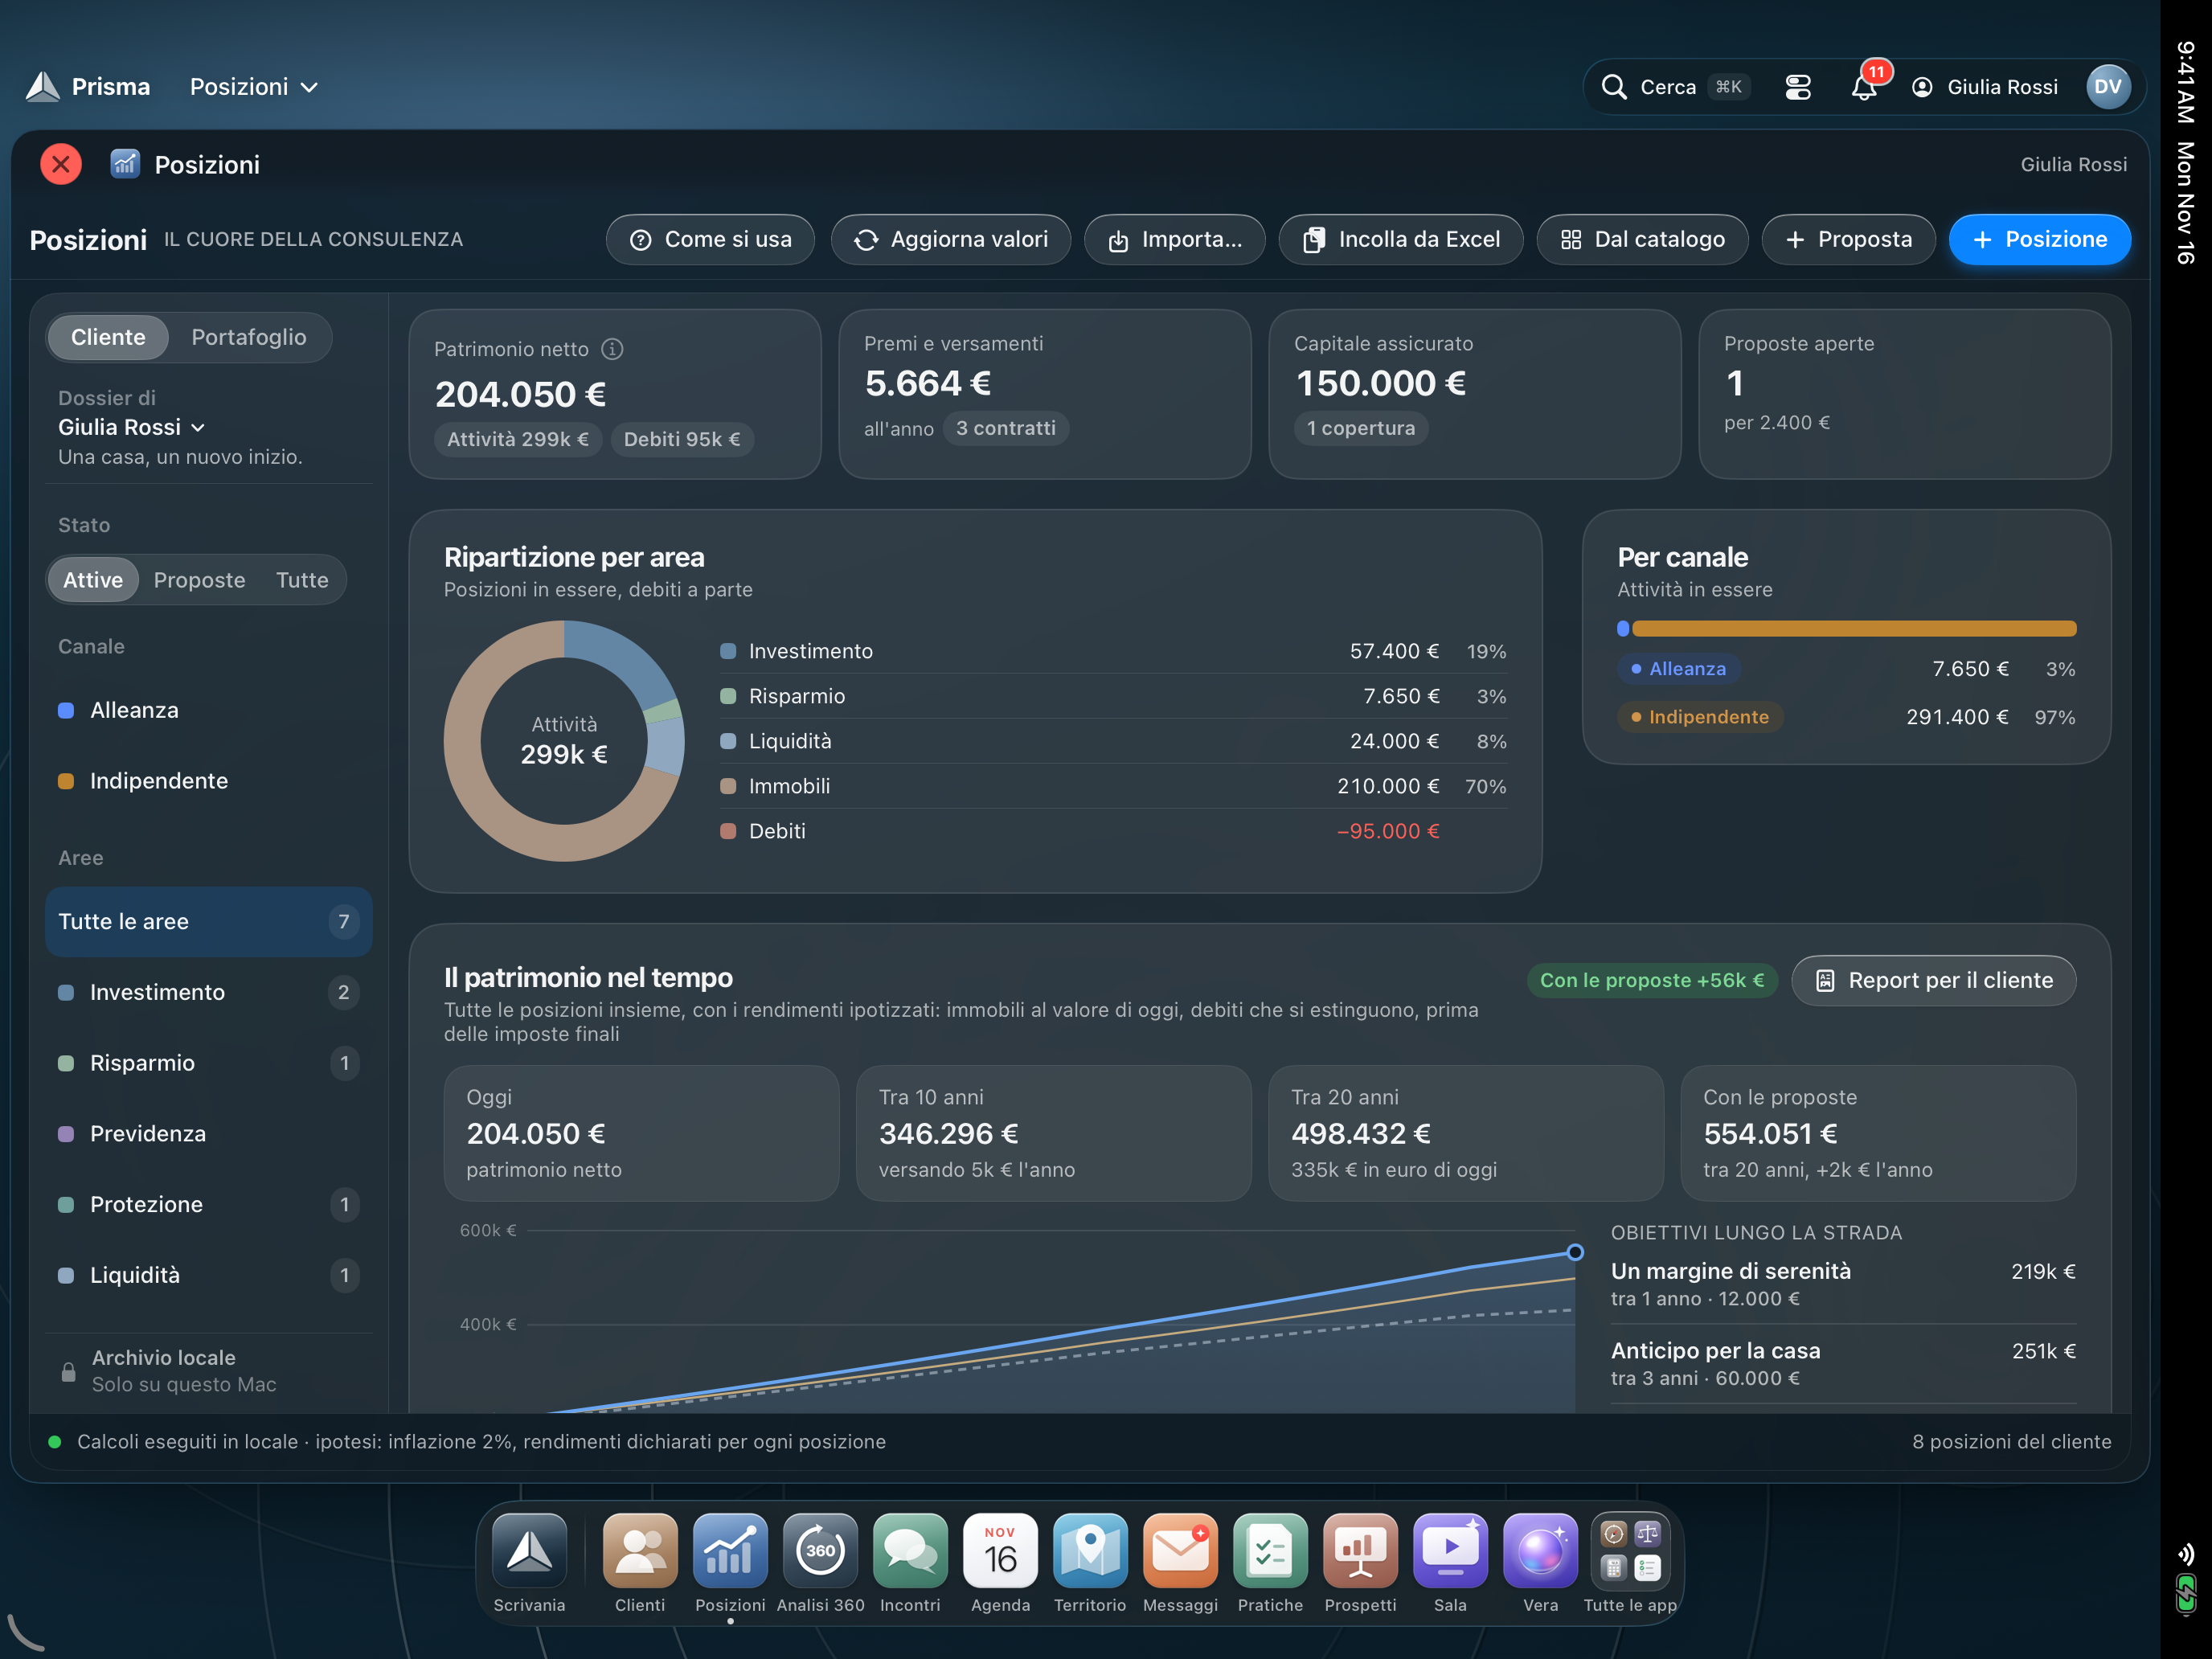 9:41 AM Mon Nov 16
Prisma
Posizioni
Cerca ⌘K
11
Giulia Rossi
DV
Posizioni
Giulia Rossi
Posizioni IL CUORE DELLA CONSULENZA
Come si usa
Aggiorna valori
Importa...
Incolla da Excel
Dal catalogo
+ Proposta
+ Posizione
Cliente Portafoglio
Dossier di
Giulia Rossi
Una casa, un nuovo inizio.
Stato
Attive Proposte Tutte
Canale
Alleanza
Indipendente
Aree
Tutte le aree 7
Investimento 2
Risparmio 1
Previdenza
Protezione 1
Liquidità 1
Archivio locale
Solo su questo Mac
Patrimonio netto
204.050 €
Attività 299k € Debiti 95k €
Premi e versamenti
5.664 €
all'anno 3 contratti
Capitale assicurato
150.000 €
1 copertura
Proposte aperte
1
per 2.400 €
Ripartizione per area
Posizioni in essere, debiti a parte
Attività
299k €
Investimento 57.400 € 19%
Risparmio 7.650 € 3%
Liquidità 24.000 € 8%
Immobili 210.000 € 70%
Debiti −95.000 €
Per canale
Attività in essere
Alleanza 7.650 € 3%
Indipendente 291.400 € 97%
Il patrimonio nel tempo
Tutte le posizioni insieme, con i rendimenti ipotizzati: immobili al valore di oggi, debiti che si estinguono, prima
delle imposte finali
Con le proposte +56k €
Report per il cliente
Oggi
204.050 €
patrimonio netto
Tra 10 anni
346.296 €
versando 5k € l'anno
Tra 20 anni
498.432 €
335k € in euro di oggi
Con le proposte
554.051 €
tra 20 anni, +2k € l'anno
600k €
400k €
OBIETTIVI LUNGO LA STRADA
Un margine di serenità 219k €
tra 1 anno · 12.000 €
Anticipo per la casa 251k €
tra 3 anni · 60.000 €
Calcoli eseguiti in locale · ipotesi: inflazione 2%, rendimenti dichiarati per ogni posizione
8 posizioni del cliente
360
NOV
16
Scrivania
Clienti
Posizioni
Analisi 360
Incontri
Agenda
Territorio
Messaggi
Pratiche
Prospetti
Sala
Vera
Tutte le app